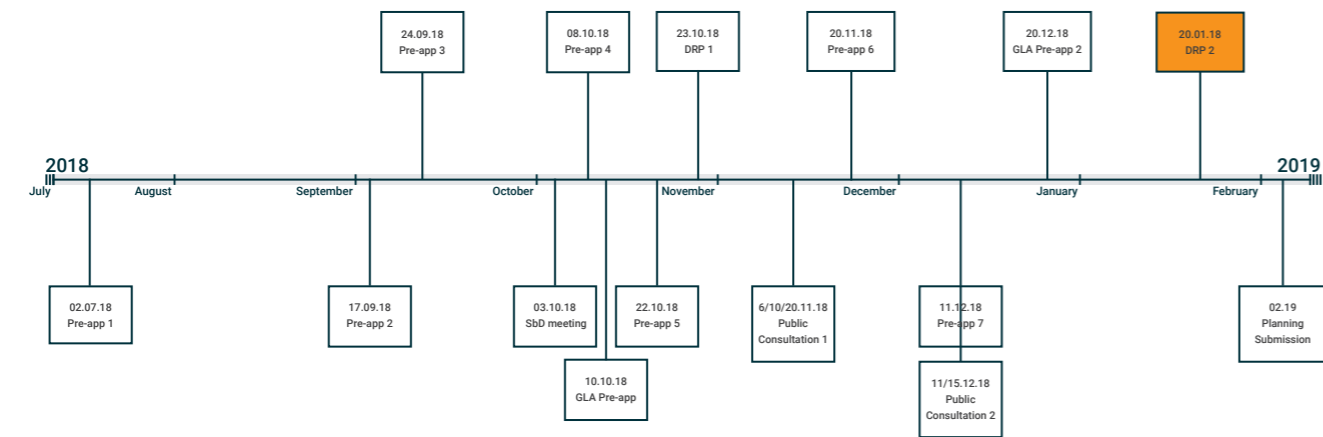 24.09.18
Pre-app 3
08.10.18
Pre-app 4
23.10.18
DRP 1
20.11.18
Pre-app 6
20.12.18
GLA Pre-app 2
20.01.18
DRP 2
2018
2019
July
August
September
October
November
December
January
February
02.07.18
Pre-app 1
17.09.18
Pre-app 2
03.10.18
SbD meeting
22.10.18
Pre-app 5
6/10/20.11.18
Public
Consultation 1
11.12.18
Pre-app 7
02.19
Planning
Submission
10.10.18
GLA Pre-app
11/15.12.18
Public
Consultation 2